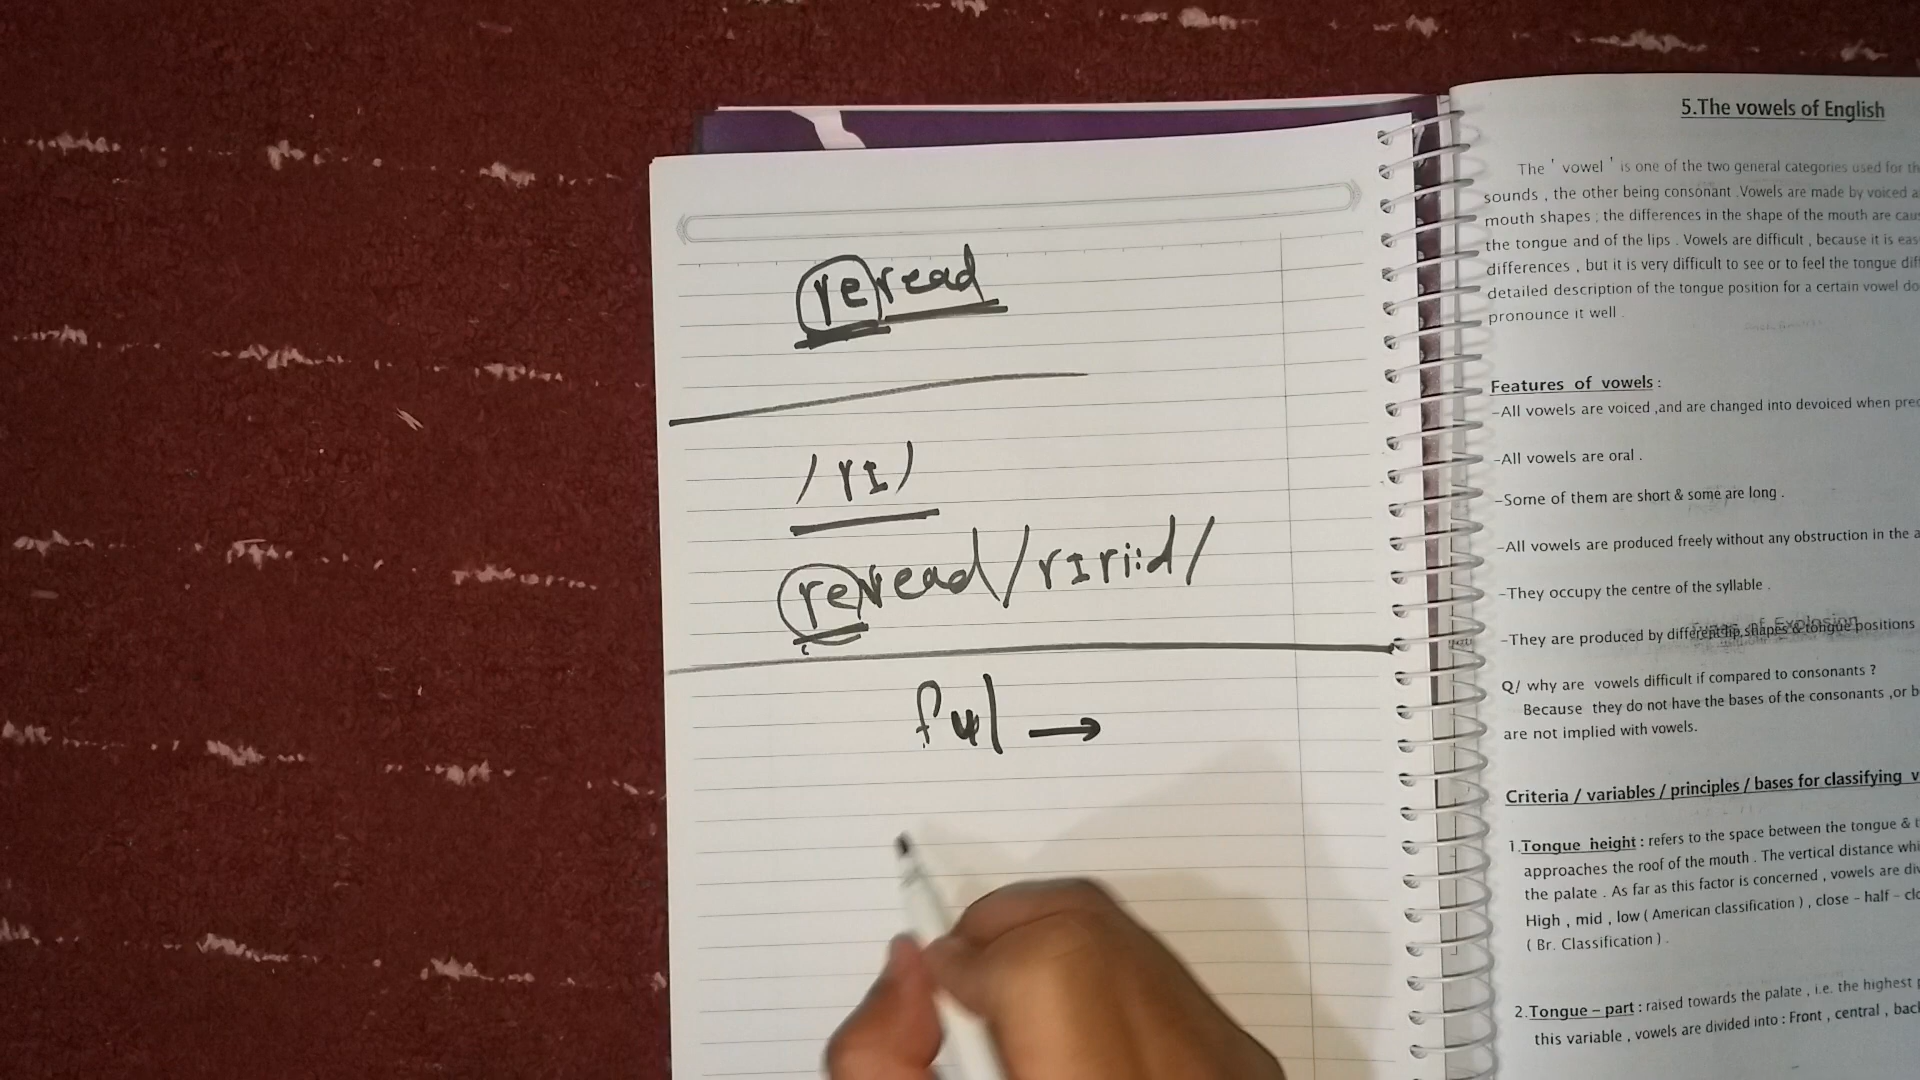 reread
/rɪ/
reread /rɪri:d/
ful →
5.The vowels of English
The ' vowel ' is one of the two general categories used for
sounds , the other being consonant .Vowels are made by voiced
mouth shapes ; the differences in the shape of the mouth are
the tongue and of the lips . Vowels are difficult , because it is
differences , but it is very difficult to see or to feel the tongue
detailed description of the tongue position for a certain vowel
pronounce it well .
Features of vowels :
-All vowels are voiced ,and are changed into devoiced when
-All vowels are oral .
-Some of them are short & some are long .
-All vowels are produced freely without any obstruction in the
-They occupy the centre of the syllable .
Types of Explosion
-They are produced by different lip shapes & tongue positions
Q/ why are vowels difficult if compared to consonants ?
Because they do not have the bases of the consonants ,or
are not implied with vowels.
Criteria / variables / principles / bases for classifying
1.Tongue height : refers to the space between the tongue &
approaches the roof of the mouth . The vertical distance
the palate . As far as this factor is concerned , vowels are
High , mid , low ( American classification ) , close – half –
( Br. Classification ) .
2.Tongue – part : raised towards the palate , i.e. the highest
this variable , vowels are divided into : Front , central ,